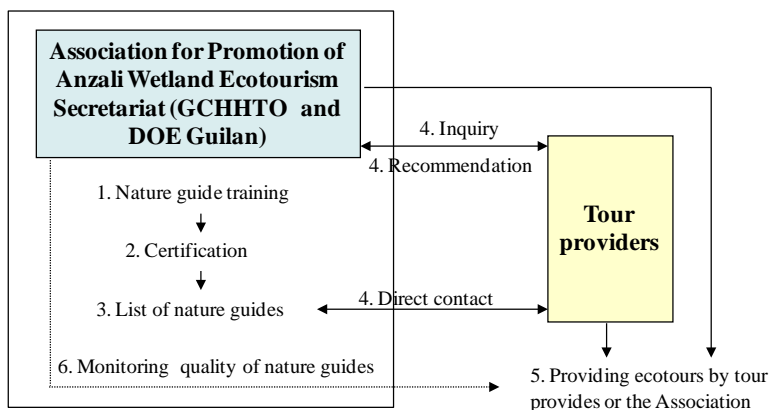 Association for Promotion of
Anzali Wetland Ecotourism
Secretariat (GCHHTO and
DOE Guilan)
4. Inquiry
4. Recommendation
1. Nature guide training
Tour
providers
2. Certification
3. List of nature guides
4. Direct contact
6. Monitoring quality of nature guides
5. Providing ecotours by tour
provides or the Association